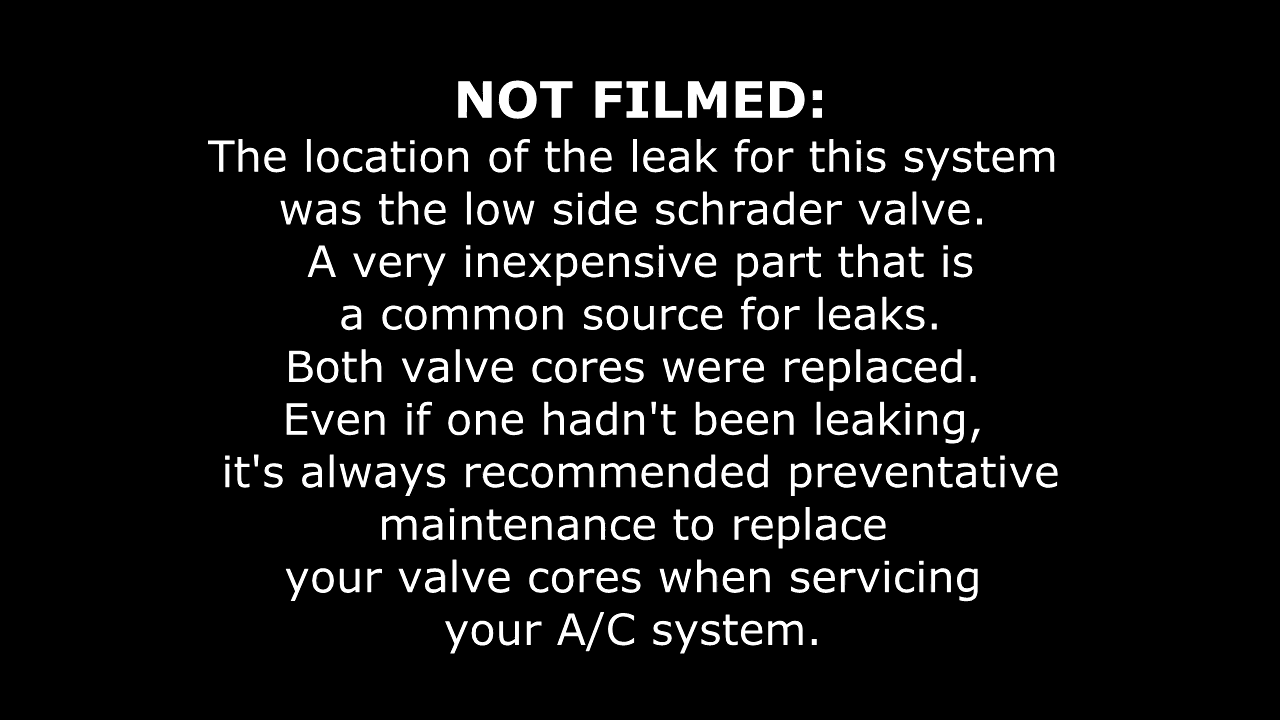 NOT FILMED:
The location of the leak for this system
was the low side schrader valve.
A very inexpensive part that is
a common source for leaks.
Both valve cores were replaced.
Even if one hadn't been leaking,
it's always recommended preventative
maintenance to replace
your valve cores when servicing
your A/C system.